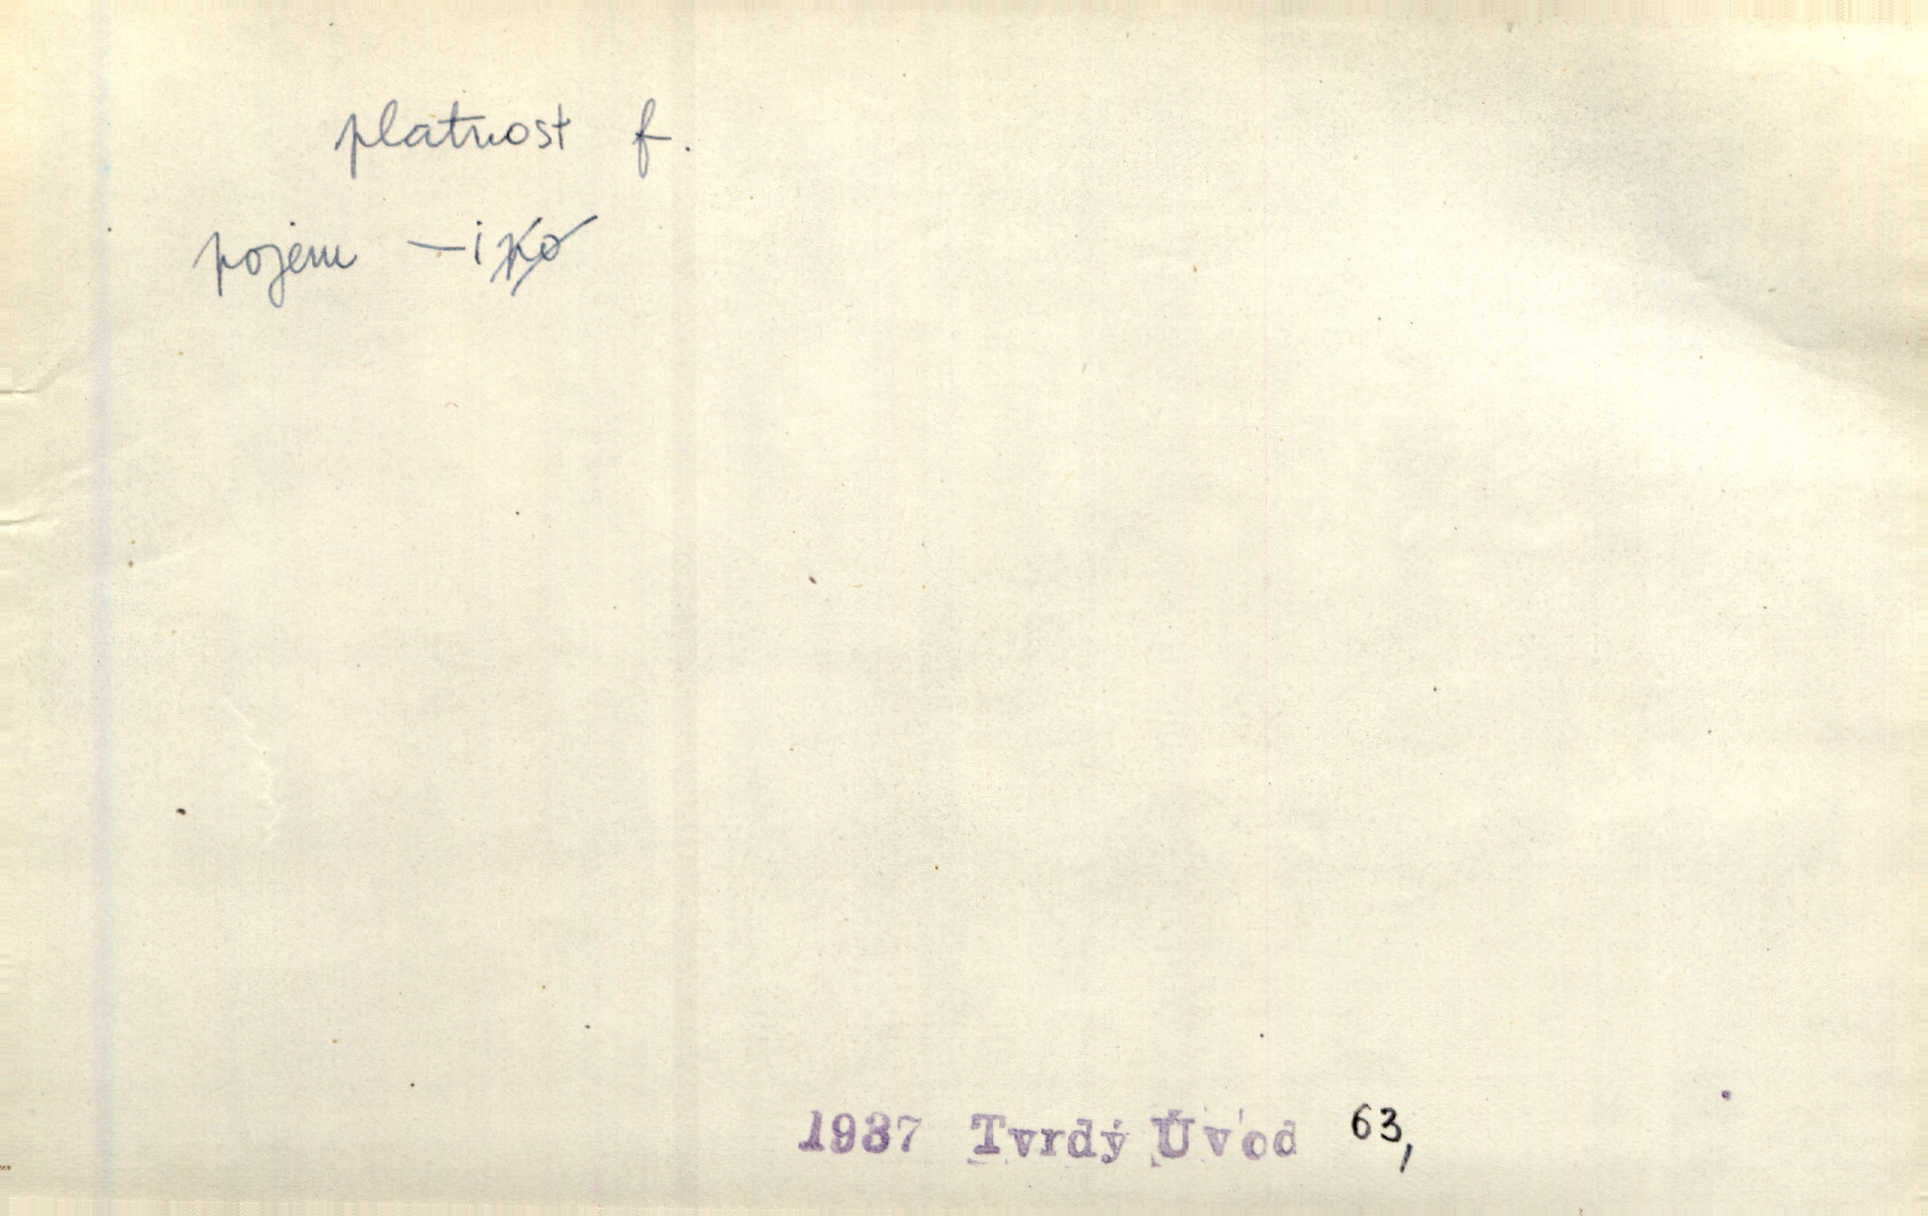 platnost f.
pojem – i
1937 Tvrdý Úvod 63,